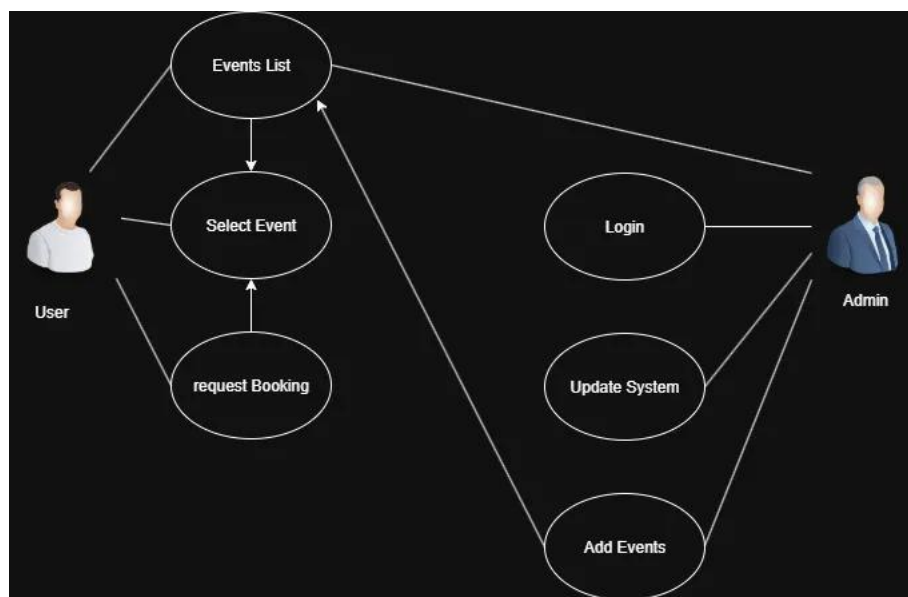 Events List
Select Event
Login
User
Admin
request Booking
Update System
Add Events